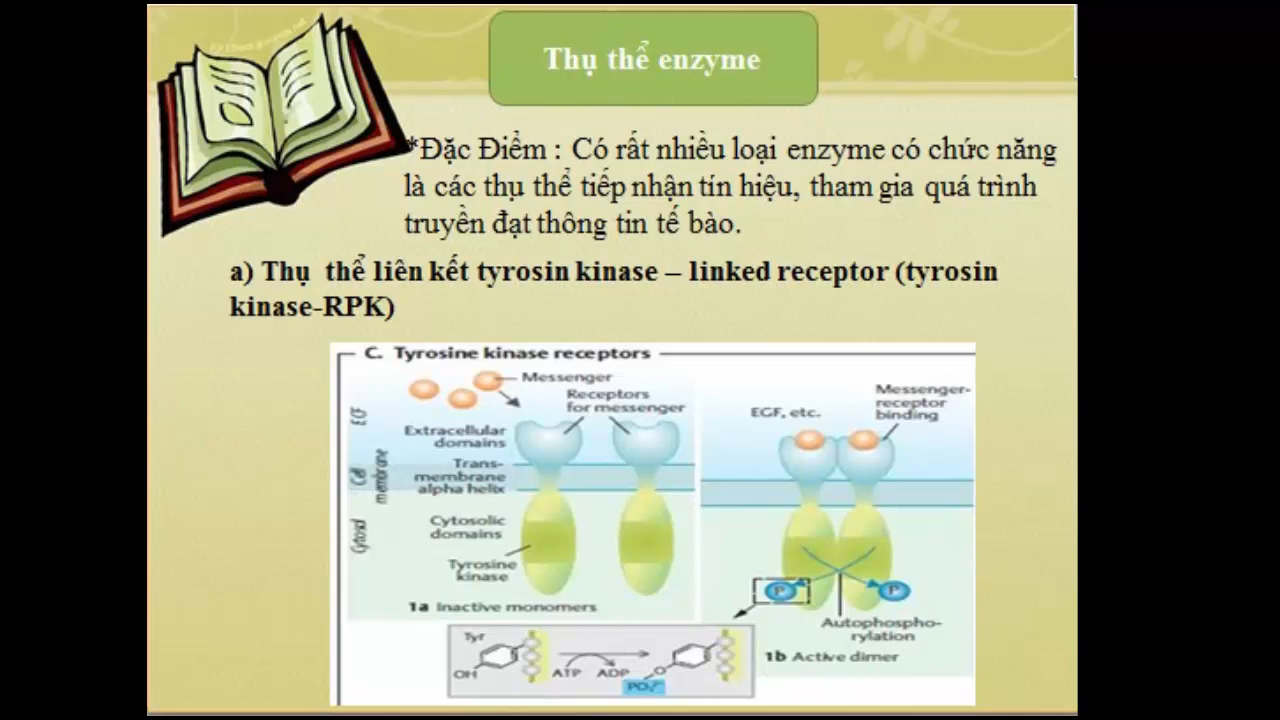 Thụ thể enzyme
*Đặc Điểm : Có rất nhiều loại enzyme có chức năng
là các thụ thể tiếp nhận tín hiệu, tham gia quá trình
truyền đạt thông tin tế bào.
a) Thụ thể liên kết tyrosin kinase – linked receptor (tyrosin
kinase-RPK)
C. Tyrosine kinase receptors
Messenger
Receptors
for messenger
ECF
Extracellular
domains
Cell
membrane
Trans-
membrane
alpha helix
Cytosol
Cytosolic
domains
Tyrosine
kinase
1a Inactive monomers
EGF, etc.
Messenger-
receptor
binding
P
P
Autophospho-
rylation
1b Active dimer
Tyr
OH
ATP
ADP
O